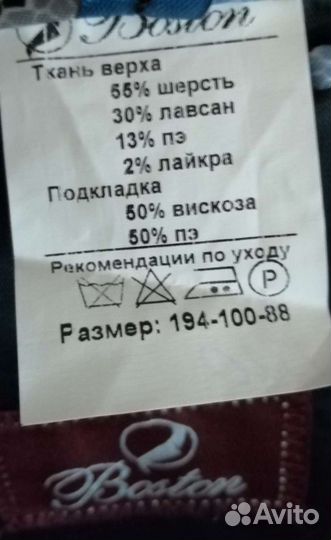 Boston
Ткань верха
55% шерсть
30% лавсан
13% пэ
2% лайкра
Подкладка
50% вискоза
50% пэ
Рекомендации по уходу
P
Размер: 194-100-88
Boston
Avito